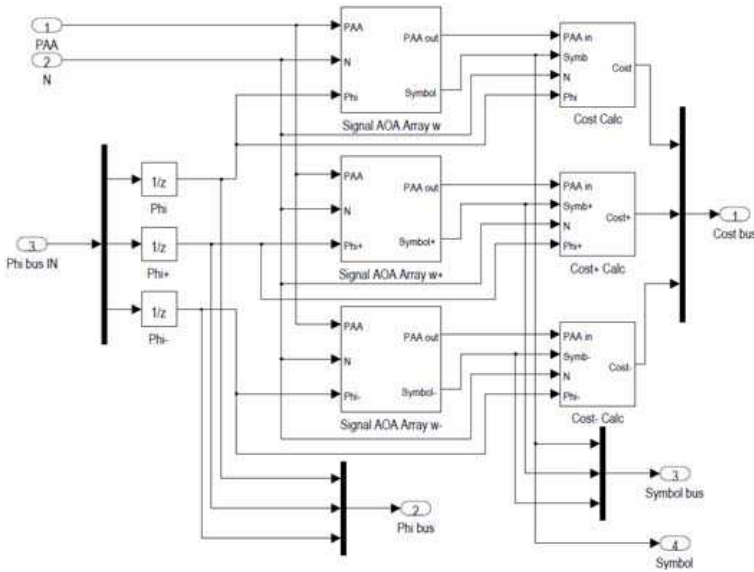 1
PAA
2
N
PAA
N
Phi
PAA out
Symbol
Signal AOA Array w
PAA in
Symb
N
Phi
Cost
Cost Calc
1/z
Phi
PAA
N
Phi+
PAA out
Symbol+
Signal AOA Array w+
PAA in
Symb+
N
Phi+
Cost+
Cost+ Calc
1
Cost bus
3
Phi bus IN
1/z
Phi+
1/z
Phi-
PAA
N
Phi-
PAA out
Symbol-
Signal AOA Array w-
PAA in
Symb-
N
Phi-
Cost-
Cost- Calc
3
Symbol bus
2
Phi bus
4
Symbol